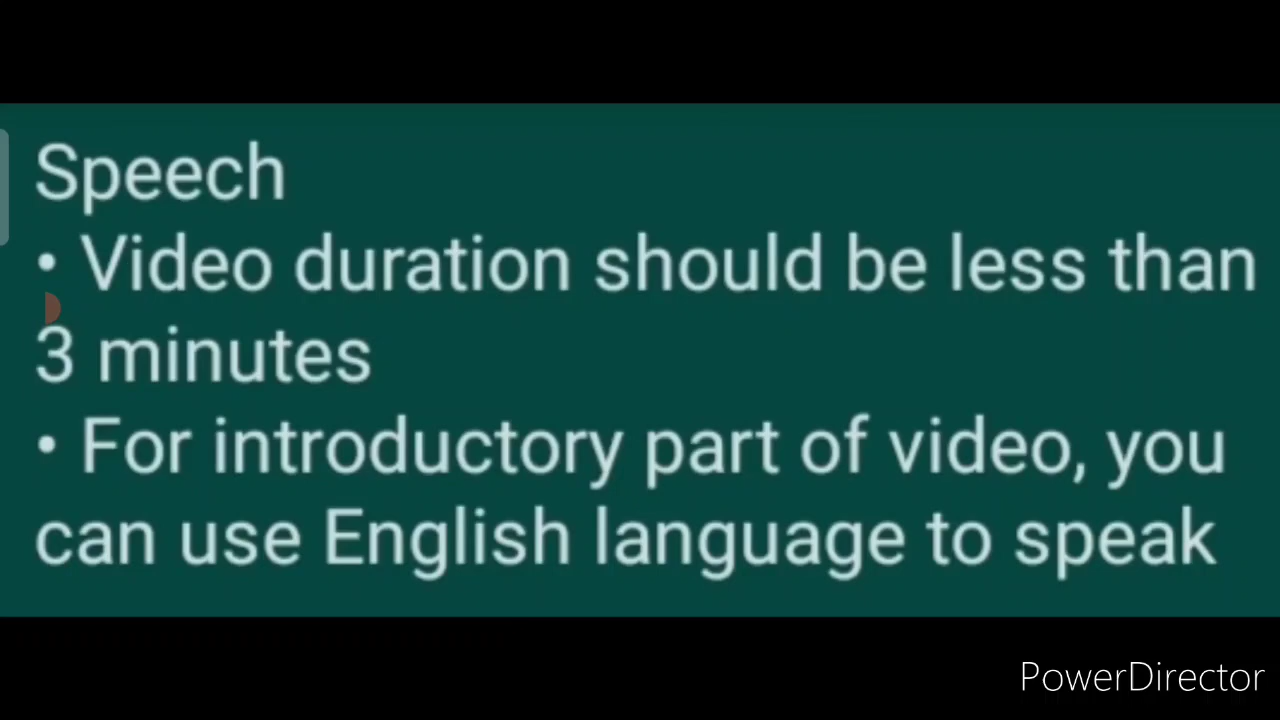 Speech
• Video duration should be less than
3 minutes
• For introductory part of video, you
can use English language to speak
PowerDirector